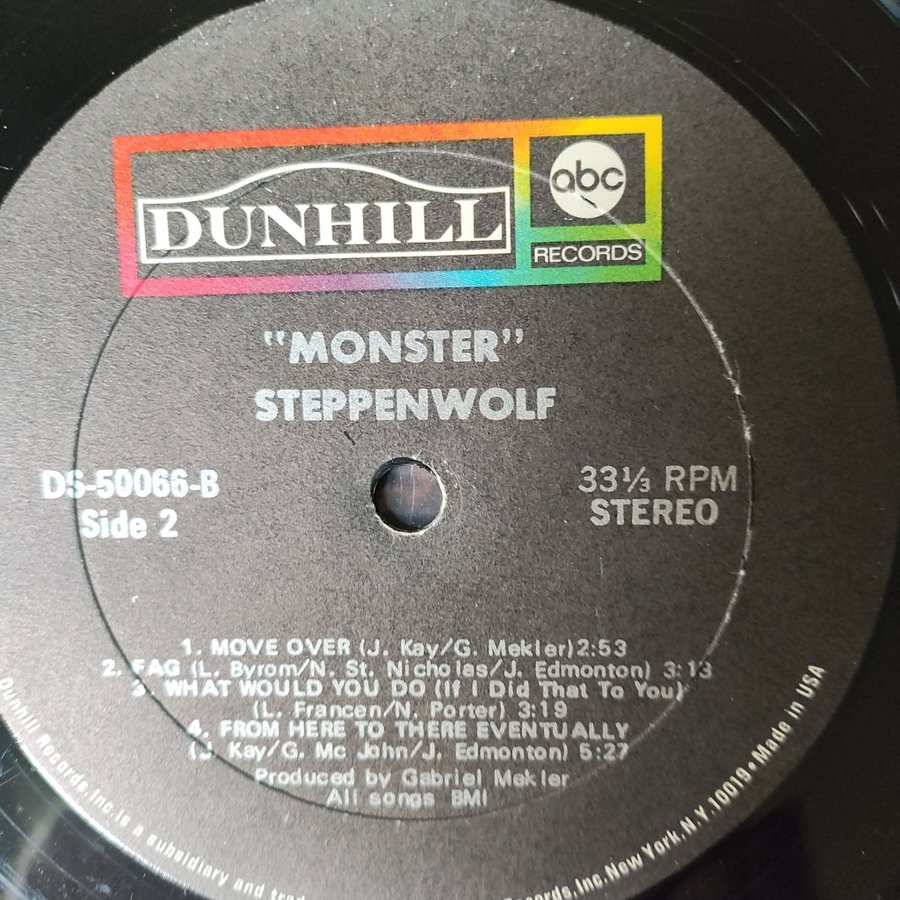 DUNHILL
abc
RECORDS
"MONSTER"
STEPPENWOLF
DS-50066-B
Side 2
33 1/3 RPM
STEREO
1. MOVE OVER (J. Kay/G. Mekler)2:53
2. FAG (L. Byrom/N. St. Nicholas/J. Edmonton) 3:13
3. WHAT WOULD YOU DO (If I Did That To You)
(L. Francen/N. Porter) 3:19
4. FROM HERE TO THERE EVENTUALLY
(J. Kay/G. Mc John/J. Edmonton) 5:27
Produced by Gabriel Mekler
All songs BMI
Dunhill Records, Inc. is a subsidiary and
Records, Inc. New York, N.Y. 10019 • Made in USA